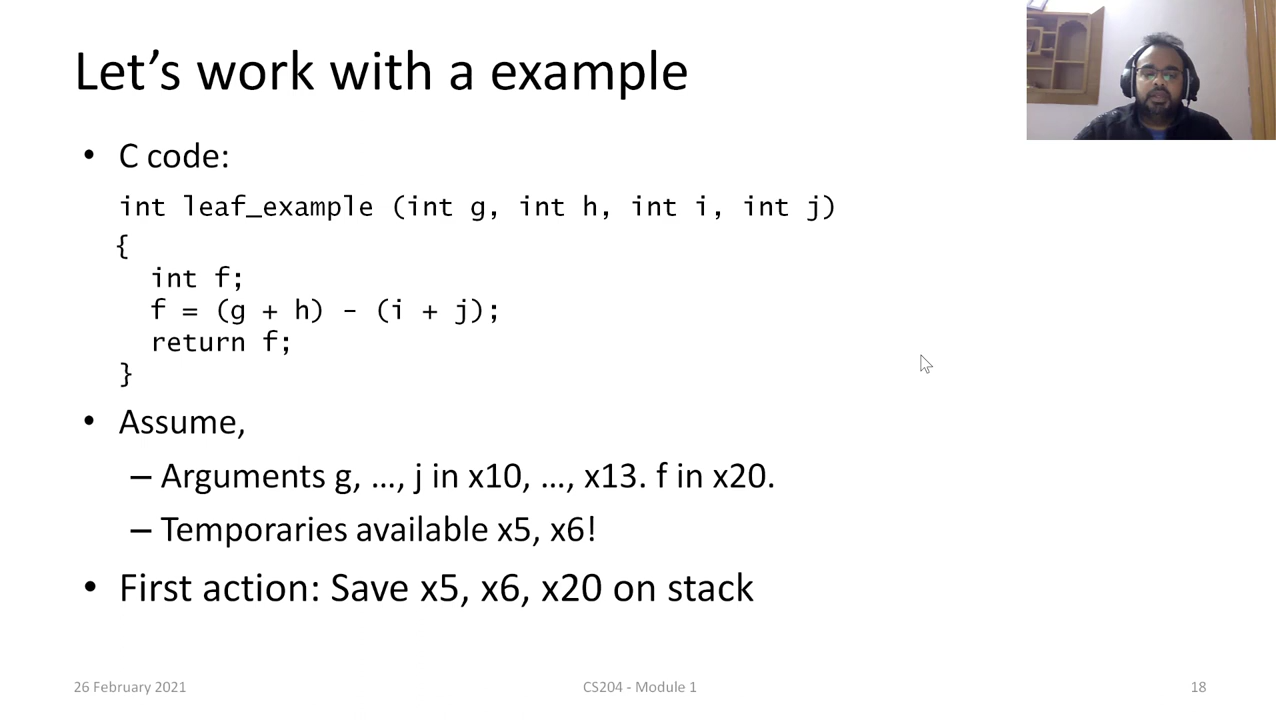 Let’s work with a example
• C code:
int leaf_example (int g, int h, int i, int j)
{
int f;
f = (g + h) - (i + j);
return f;
}
• Assume,
– Arguments g, …, j in x10, …, x13. f in x20.
– Temporaries available x5, x6!
• First action: Save x5, x6, x20 on stack
26 February 2021
CS204 - Module 1
18